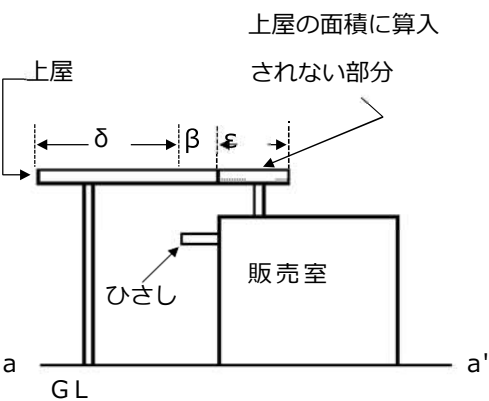 上屋の面積に算入
されない部分
上屋
δ
β
ε
ひさし
販売室
a
a'
GL